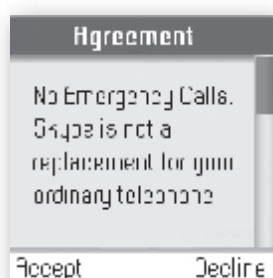 Agreement
No Emergency Calls.
Skype is not a
replacement for your
ordinary telephone
Accept Decline